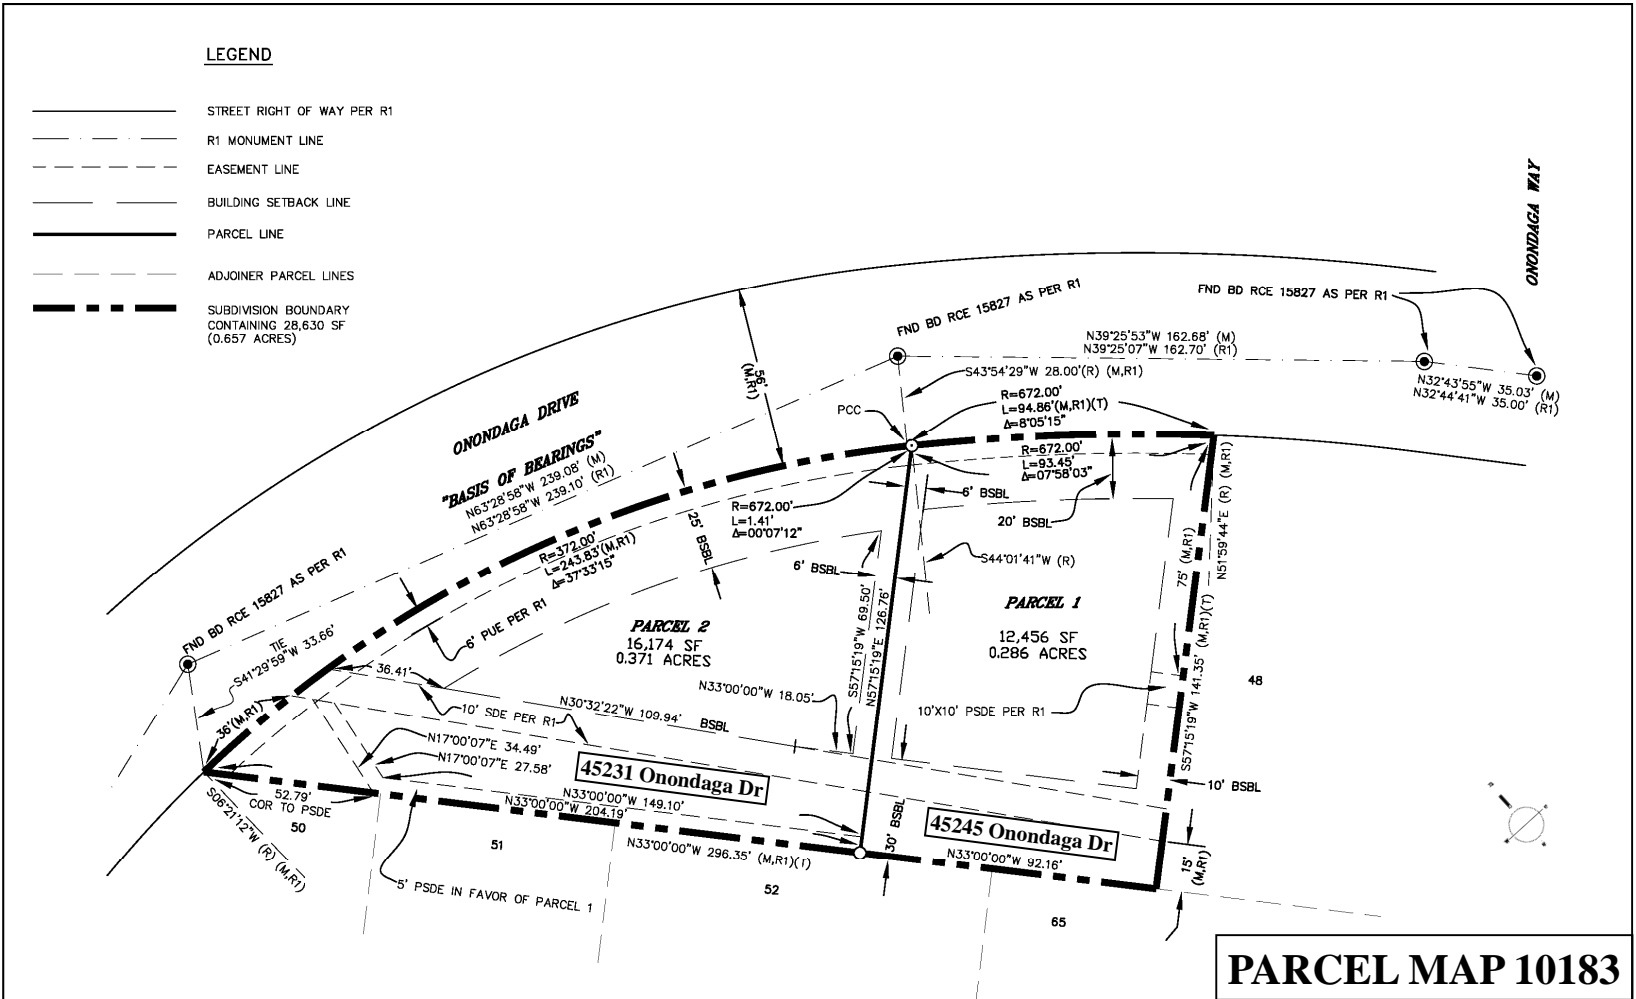 LEGEND
STREET RIGHT OF WAY PER R1
R1 MONUMENT LINE
EASEMENT LINE
BUILDING SETBACK LINE
PARCEL LINE
ADJOINER PARCEL LINES
SUBDIVISION BOUNDARY
CONTAINING 28,630 SF
(0.657 ACRES)
ONONDAGA WAY
FND BD RCE 15827 AS PER R1
FND BD RCE 15827 AS PER R1
N39°25'53"W 162.68' (M)
N39°25'07"W 162.70' (R1)
N32°43'55"W 35.03' (M)
N32°44'41"W 35.00' (R1)
S43°54'29"W 28.00'(R) (M,R1)
56'
(M,R1)
ONONDAGA DRIVE
"BASIS OF BEARINGS"
N63°28'58"W 239.08' (M)
N63°28'58"W 239.10' (R1)
PCC
R=672.00'
L=94.86'(M,R1)(T)
Δ=8°05'15"
R=672.00'
L=93.45'
Δ=07°58'03"
R=672.00'
L=1.41'
Δ=00°07'12"
R=372.00'
L=243.83'(M,R1)
Δ=37°33'15"
25' BSBL
6' BSBL
20' BSBL
S44°01'41"W (R)
6' BSBL
N51°59'44"E (R) (M,R1)
75' (M,R1)
S57°15'19"W 141.35' (M,R1)(T)
FND BD RCE 15827 AS PER R1
TIE
S41°29'59"W 33.66'
6' PUE PER R1
PARCEL 2
16,174 SF
0.371 ACRES
PARCEL 1
12,456 SF
0.286 ACRES
S57°15'19"W 69.50'
N57°15'19"E 126.76'
N33°00'00"W 18.05'
36.41'
N30°32'22"W 109.94' BSBL
10' SDE PER R1
10'X10' PSDE PER R1
48
36'(M,R1)
N17°00'07"E 34.49'
N17°00'07"E 27.58'
45231 Onondaga Dr
45245 Onondaga Dr
10' BSBL
30' BSBL
52.79'
COR TO PSDE
N33°00'00"W 149.10'
N33°00'00"W 204.19'
N33°00'00"W 296.35' (M,R1)(T)
N33°00'00"W 92.16'
15'
(M,R1)
S06°21'12"W (R) (M,R1)
50
51
52
65
5' PSDE IN FAVOR OF PARCEL 1
PARCEL MAP 10183